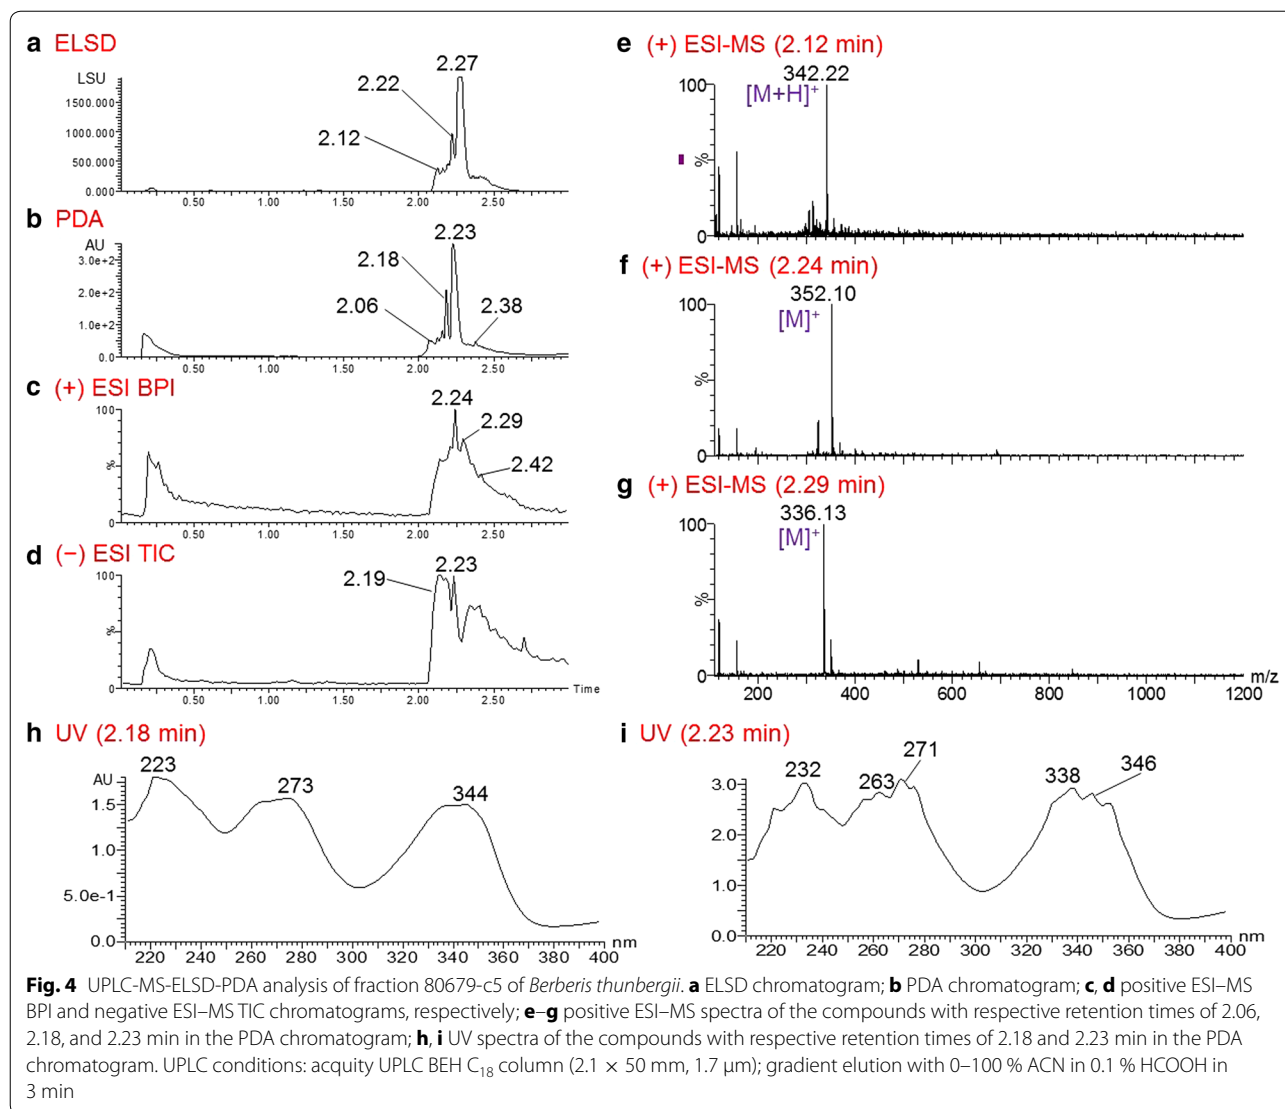 a ELSD
LSU
1500.000
1000.000
500.000
0.000
2.12
2.22
2.27
0.50 1.00 1.50 2.00 2.50
b PDA
AU
3.0e+2
2.0e+2
1.0e+2
0.0
2.06
2.18
2.23
2.38
0.50 1.00 1.50 2.00 2.50
c (+) ESI BPI
100
%
0
2.24
2.29
2.42
0.50 1.00 1.50 2.00 2.50
d (−) ESI TIC
100
%
0
2.19
2.23
0.50 1.00 1.50 2.00 2.50
Time
e (+) ESI-MS (2.12 min)
342.22
[M+H]+
100
%
0
f (+) ESI-MS (2.24 min)
352.10
[M]+
100
%
0
g (+) ESI-MS (2.29 min)
336.13
[M]+
100
%
0
m/z
200 400 600 800 1000 1200
h UV (2.18 min)
AU
1.5
1.0
5.0e-1
0.0
223
273
344
220 240 260 280 300 320 340 360 380 400 nm
i UV (2.23 min)
3.0
2.0
1.0
0.0
232
263
271
338
346
220 240 260 280 300 320 340 360 380 400 nm
Fig. 4 UPLC-MS-ELSD-PDA analysis of fraction 80679-c5 of Berberis thunbergii. a ELSD chromatogram; b PDA chromatogram; c, d positive ESI–MS
BPI and negative ESI–MS TIC chromatograms, respectively; e–g positive ESI–MS spectra of the compounds with respective retention times of 2.06,
2.18, and 2.23 min in the PDA chromatogram; h, i UV spectra of the compounds with respective retention times of 2.18 and 2.23 min in the PDA
chromatogram. UPLC conditions: acquity UPLC BEH C18 column (2.1 × 50 mm, 1.7 μm); gradient elution with 0–100 % ACN in 0.1 % HCOOH in
3 min